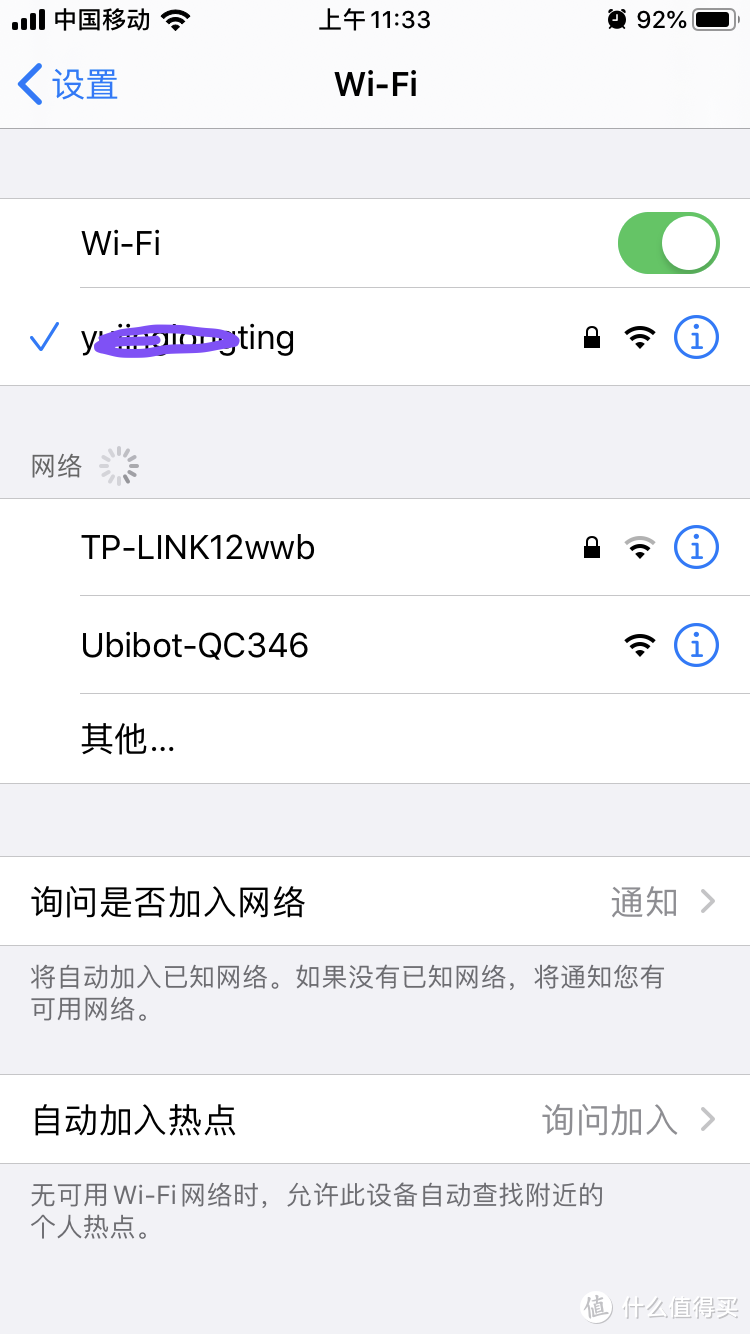 中国移动
上午11:33
92%
设置
Wi-Fi
Wi-Fi
网络
TP-LINK12wwb
Ubibot-QC346
其他...
询问是否加入网络
通知
将自动加入已知网络。如果没有已知网络，将通知您有
可用网络。
自动加入热点
询问加入
无可用Wi-Fi网络时，允许此设备自动查找附近的
个人热点。
值 什么值得买